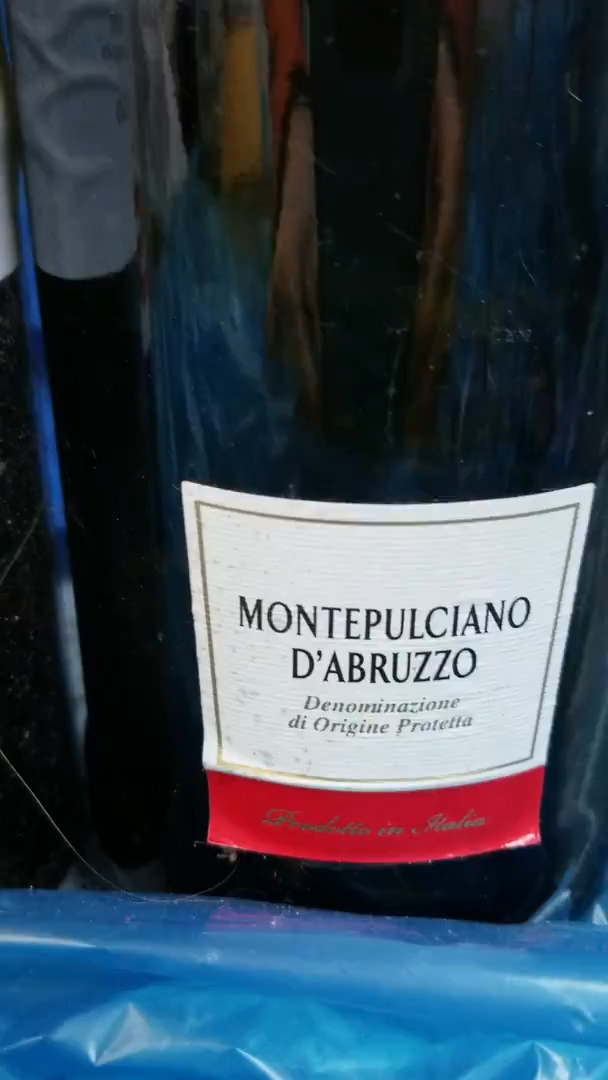 MONTEPULCIANO
D'ABRUZZO
Denominazione
di Origine Protetta
Prodotto in Italia